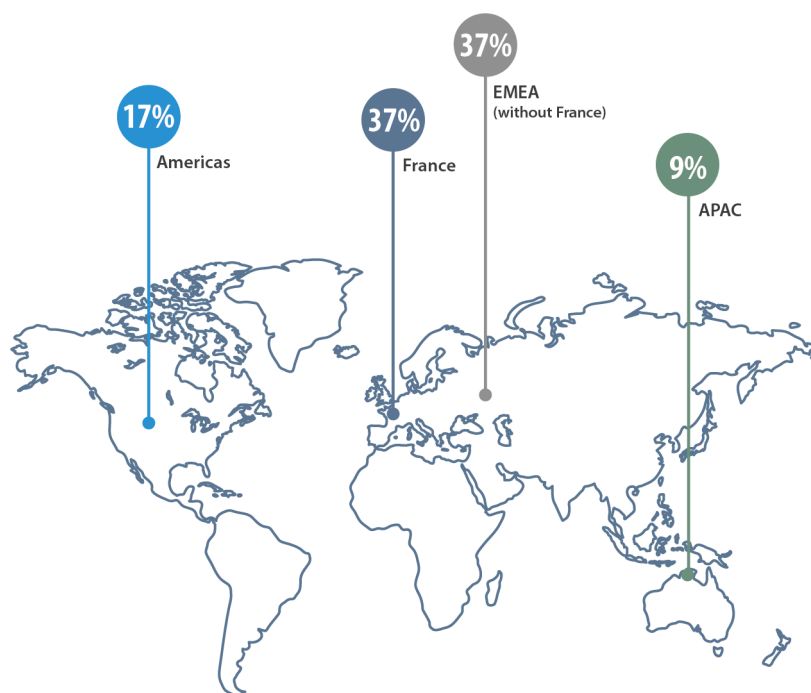 17%
Americas
37%
France
37%
EMEA
(without France)
9%
APAC